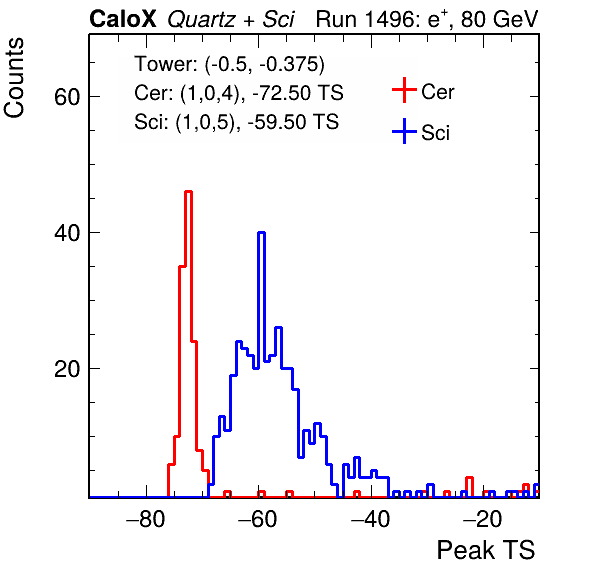 CaloX Quartz + Sci Run 1496: e+, 80 GeV
Counts
Tower: (-0.5, -0.375)
Cer: (1,0,4), -72.50 TS
Sci: (1,0,5), -59.50 TS
Cer
Sci
60
40
20
−80 −60 −40 −20
Peak TS